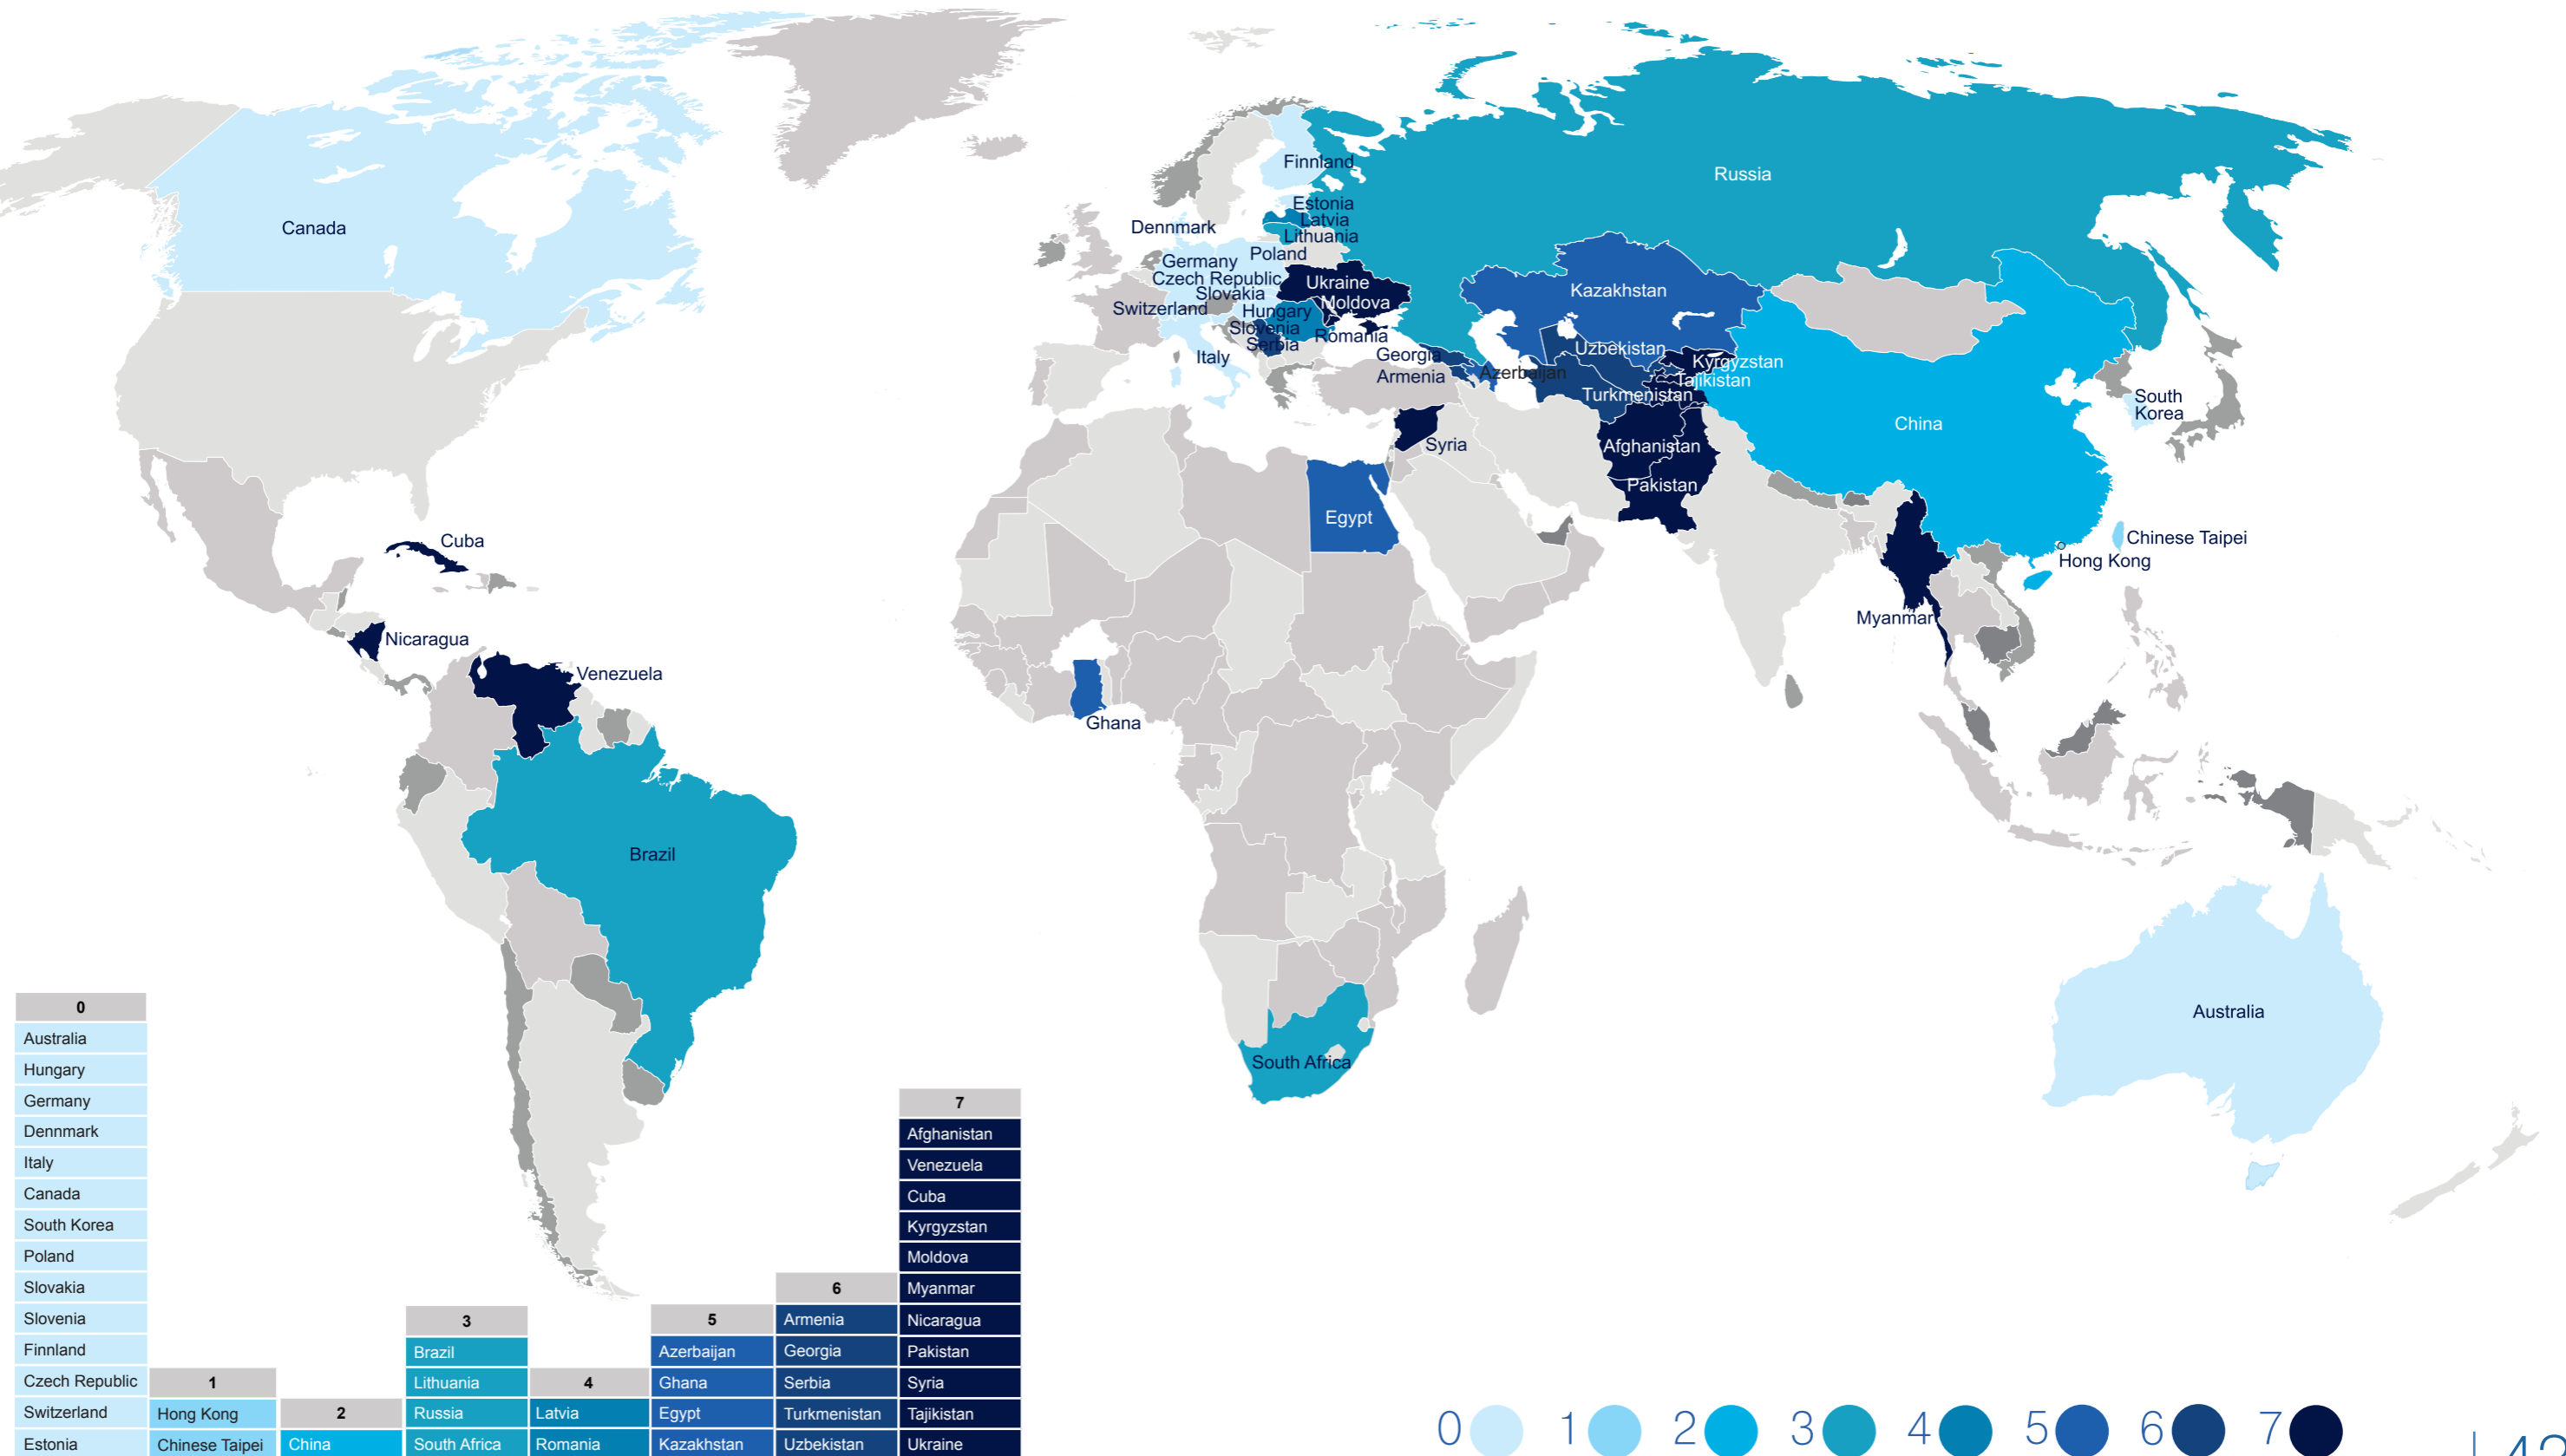 Canada
Finnland
Russia
Estonia
Latvia
Dennmark
Lithuania
Poland
Germany
Czech Republic
Ukraine
Slovakia
Kazakhstan
Moldova
Switzerland
Hungary
Slovenia
Romania
Serbia
Italy
Georgia
Uzbekistan
Kyrgyzstan
Armenia
Azerbaijan
Tajikistan
Turkmenistan
South
Korea
China
Syria
Afghanistan
Pakistan
Egypt
Cuba
Chinese Taipei
Hong Kong
Myanmar
Nicaragua
Venezuela
Ghana
Brazil
Australia
South Africa
0
Australia
Hungary
Germany
Dennmark
Italy
Canada
South Korea
Poland
Slovakia
Slovenia
Finnland
Czech Republic
Switzerland
Estonia
1
Hong Kong
Chinese Taipei
2
China
3
Brazil
Lithuania
Russia
South Africa
4
Latvia
Romania
5
Azerbaijan
Ghana
Egypt
Kazakhstan
6
Armenia
Georgia
Serbia
Turkmenistan
Uzbekistan
7
Afghanistan
Venezuela
Cuba
Kyrgyzstan
Moldova
Myanmar
Nicaragua
Pakistan
Syria
Tajikistan
Ukraine
0 1 2 3 4 5 6 7